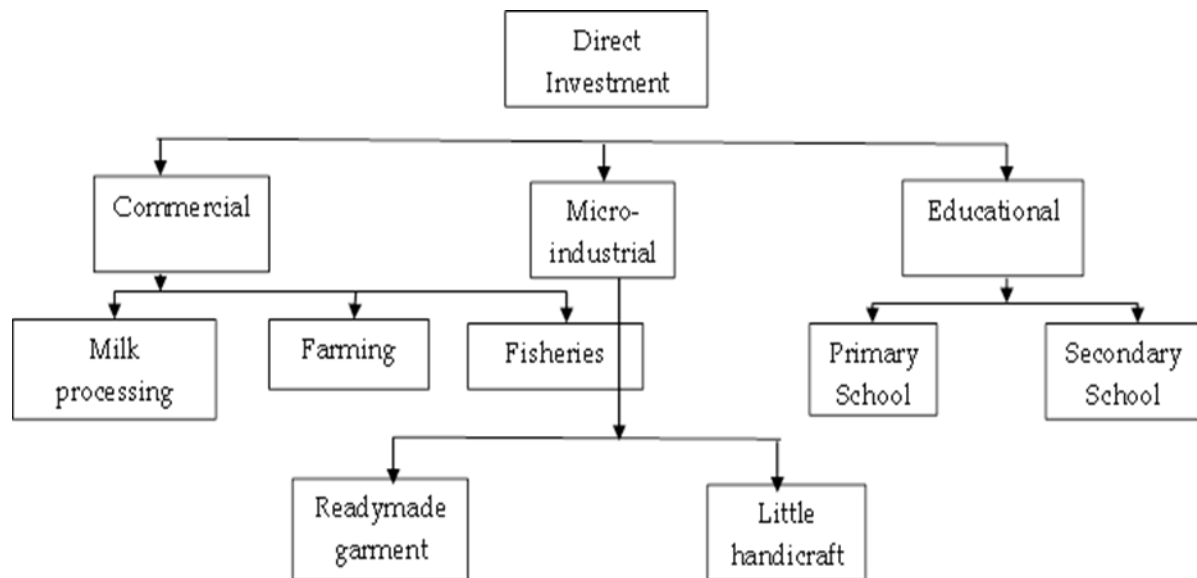 Direct
Investment
Commercial
Micro-
industrial
Educational
Milk
processing
Farming
Fisheries
Primary
School
Secondary
School
Readymade
garment
Little
handicraft